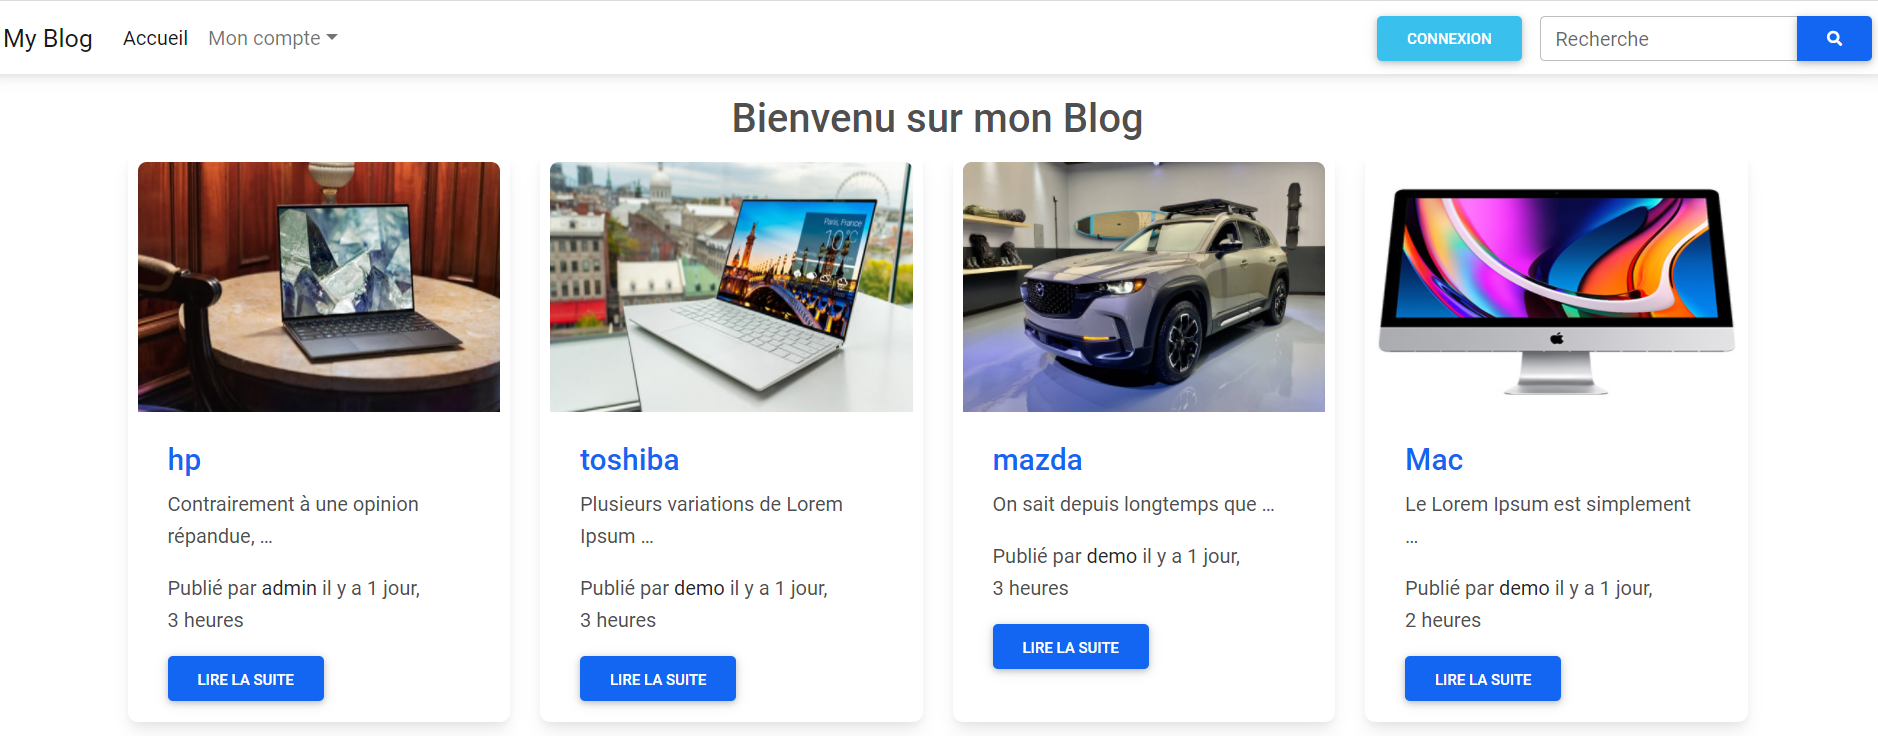 My Blog Accueil Mon compte CONNEXION Recherche
Bienvenu sur mon Blog
Paris, France
10°C
hp
Contrairement à une opinion
répandue, ...
Publié par admin il y a 1 jour,
3 heures
LIRE LA SUITE
toshiba
Plusieurs variations de Lorem
Ipsum ...
Publié par demo il y a 1 jour,
3 heures
LIRE LA SUITE
mazda
On sait depuis longtemps que ...
Publié par demo il y a 1 jour,
3 heures
LIRE LA SUITE
Mac
Le Lorem Ipsum est simplement
...
Publié par demo il y a 1 jour,
2 heures
LIRE LA SUITE